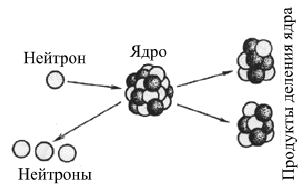 Нейтрон
Ядро
Нейтроны
Продукты деления ядра